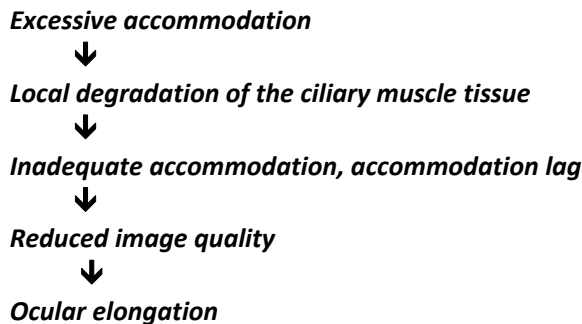 Excessive accommodation
↓
Local degradation of the ciliary muscle tissue
↓
Inadequate accommodation, accommodation lag
↓
Reduced image quality
↓
Ocular elongation